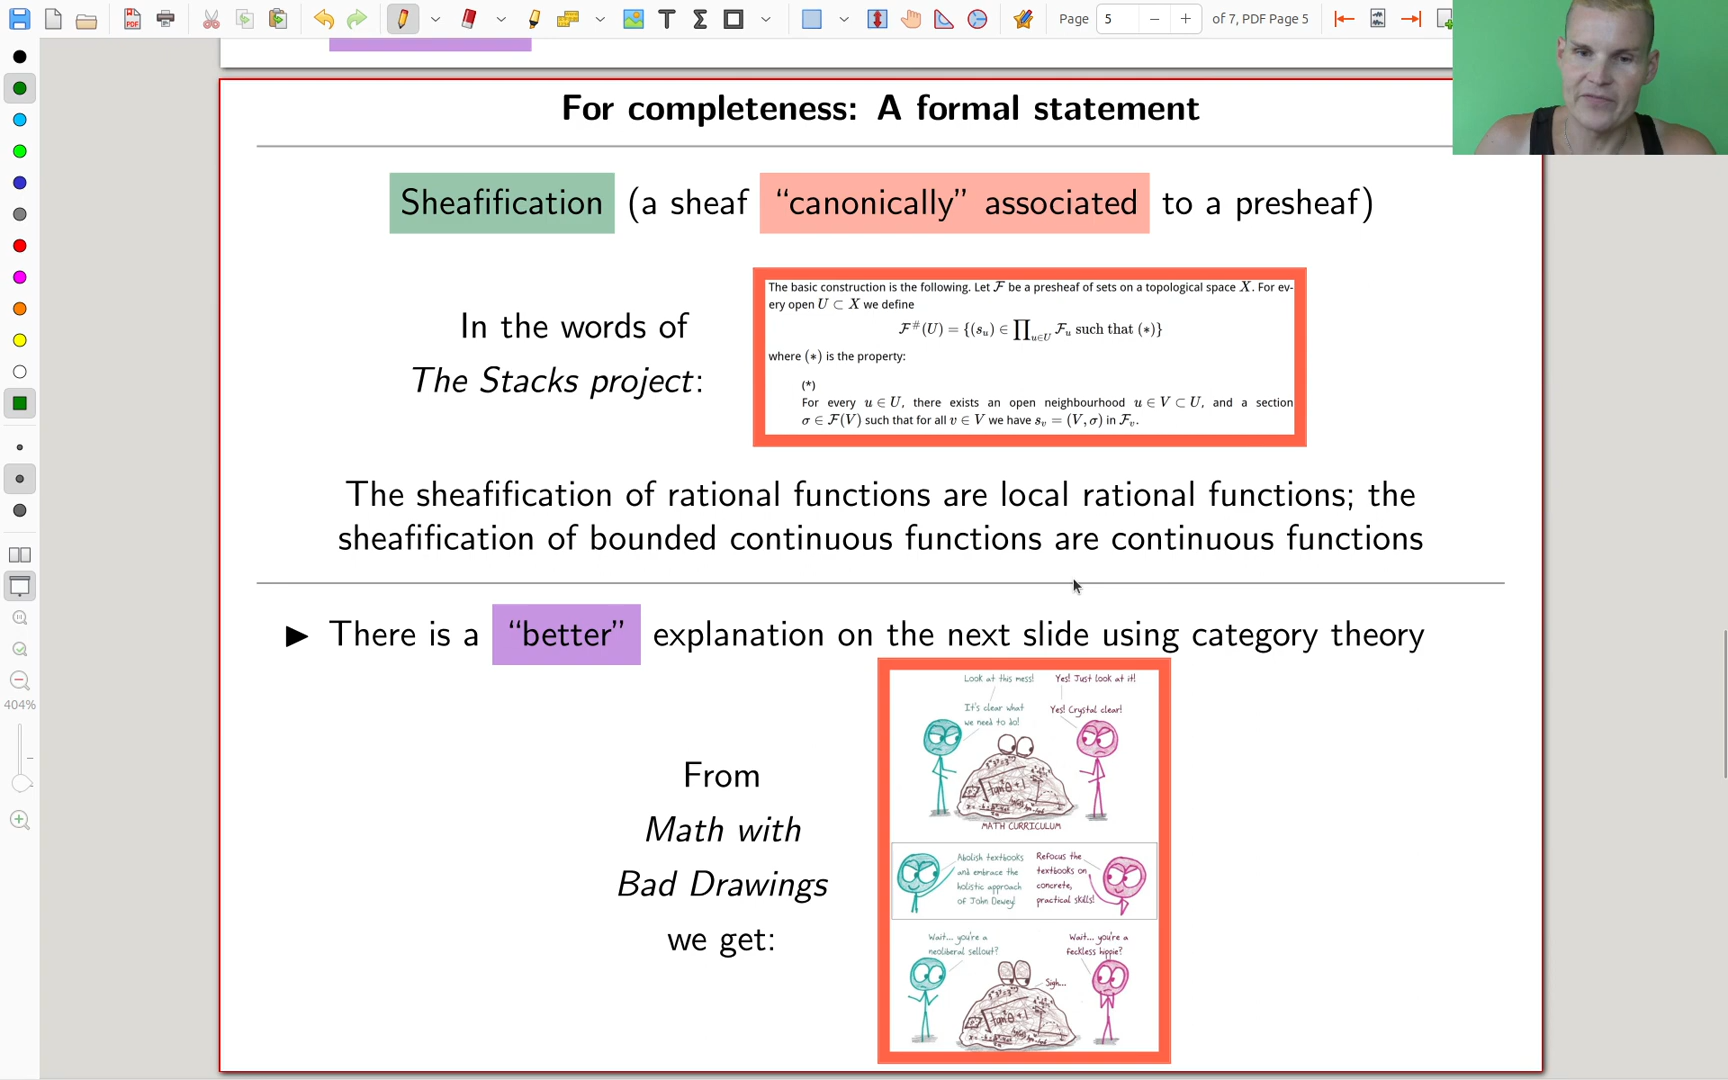 Page 5 of 7, PDF Page 5
For completeness: A formal statement
Sheafification (a sheaf “canonically” associated to a presheaf)
In the words of
The Stacks project:
The basic construction is the following. Let F be a presheaf of sets on a topological space X. For ev-
ery open U ⊂ X we define
F#(U) = {(s_u) ∈ ∏_{u∈U} F_u such that (∗)}
where (∗) is the property:
(*)
For every u ∈ U, there exists an open neighbourhood u ∈ V ⊂ U, and a section
σ ∈ F(V) such that for all v ∈ V we have s_v = (V, σ) in F_v.
The sheafification of rational functions are local rational functions; the
sheafification of bounded continuous functions are continuous functions
▶ There is a “better” explanation on the next slide using category theory
From
Math with
Bad Drawings
we get:
Look at this mess!
Yes! Just look at it!
It's clear what
we need to do!
Yes! Crystal clear!
MATH CURRICULUM
Abolish textbooks
and embrace the
holistic approach
of John Dewey!
Refocus the
textbooks on
concrete,
practical skills!
Wait... you're a
neoliberal sellout?
Wait... you're a
feckless hippie?
Sigh...
404%